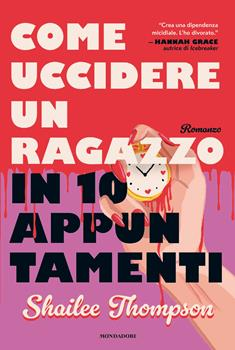 COME
UCCIDERE
UN
RAGAZZO
"Crea una dipendenza
micidiale. L'ho divorato."
— HANNAH GRACE
autrice di Icebreaker
Romanzo
IN 10
APPUN
TAMENTI
Shailee Thompson
MONDADORI